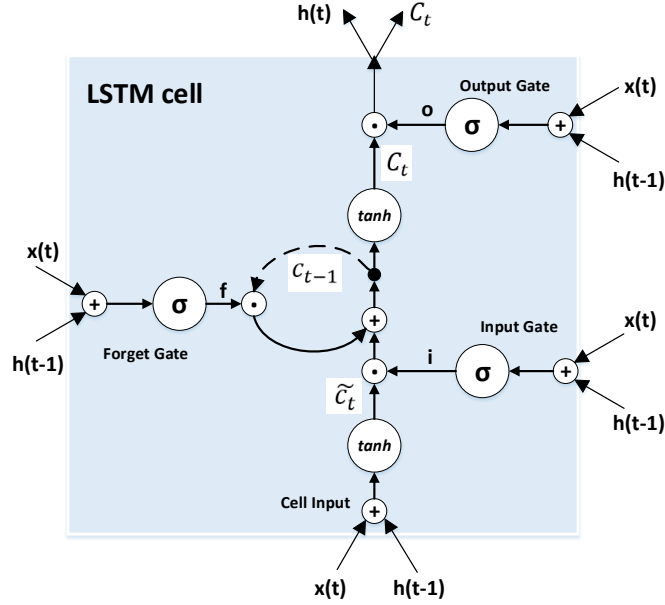 h(t)
C_t
LSTM cell
Output Gate
x(t)
o
σ
+
·
h(t-1)
C_t
tanh
x(t)
c_{t−1}
+
σ
f
·
+
Forget Gate
h(t-1)
Input Gate
x(t)
i
σ
+
·
c̃_t
h(t-1)
tanh
Cell Input
+
x(t)
h(t-1)